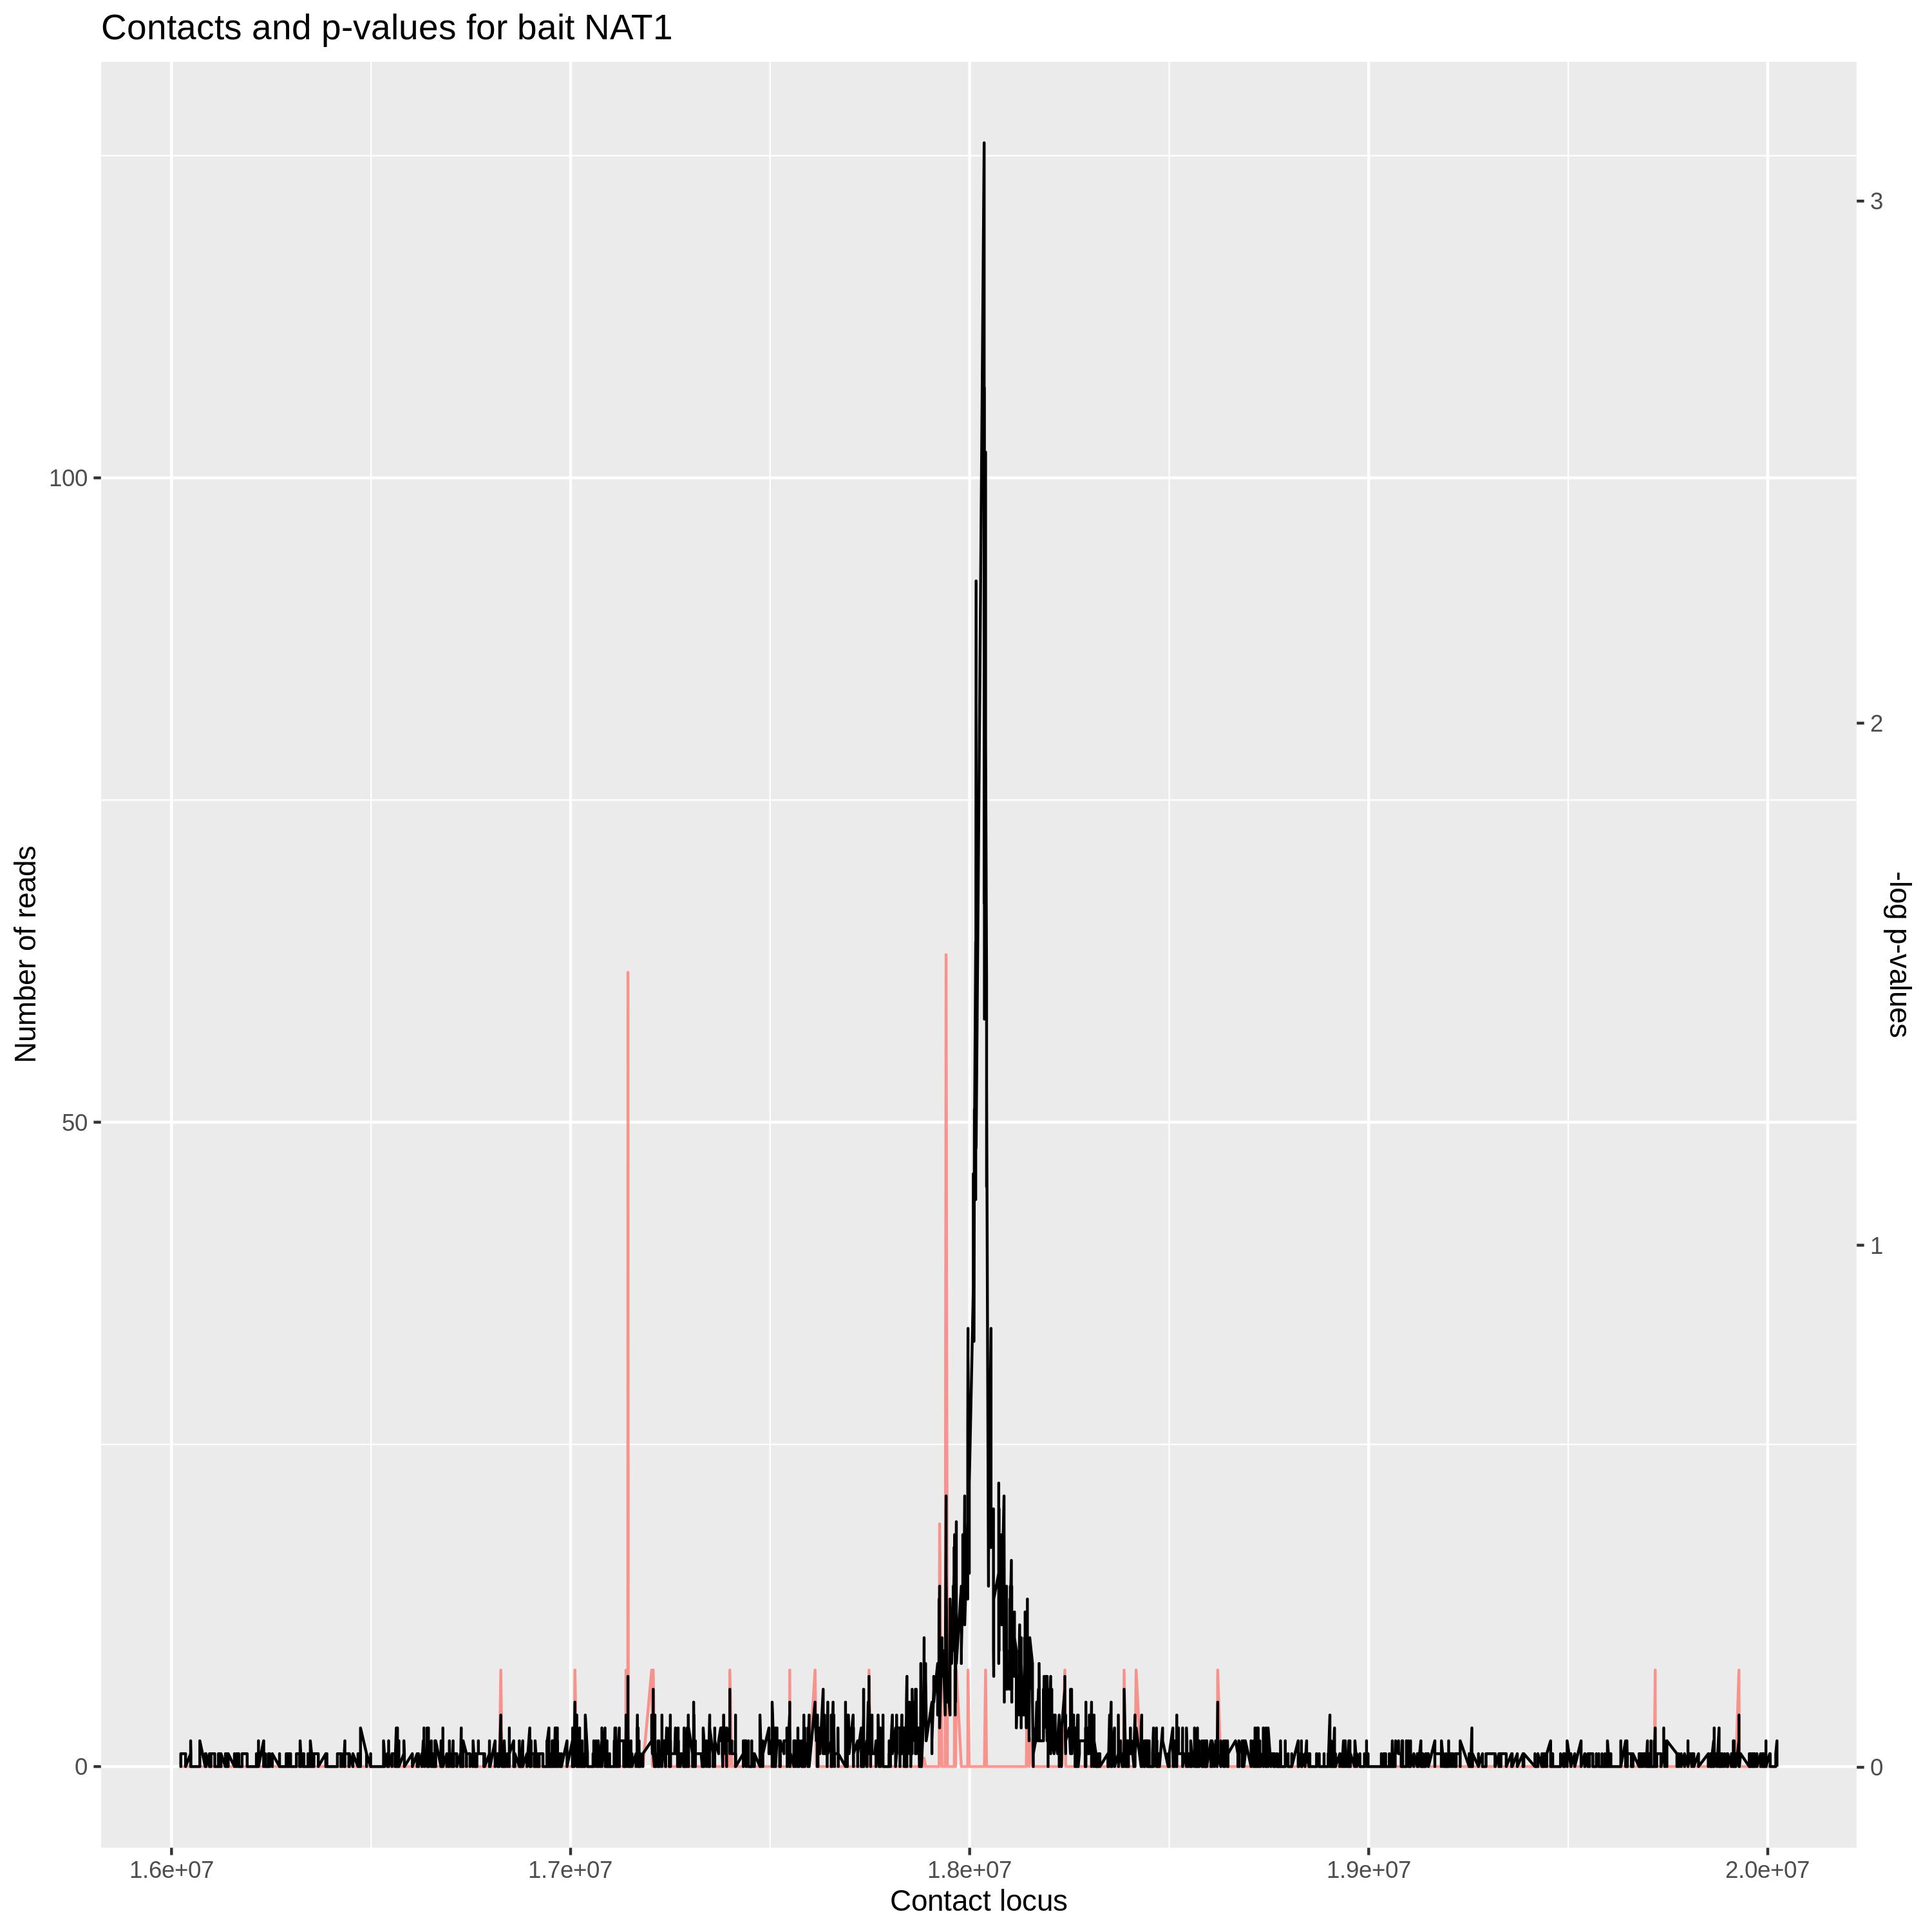 Contacts and p-values for bait NAT1
Number of reads
100
50
0
3
2
1
0
-log p-values
1.6e+07 1.7e+07 1.8e+07 1.9e+07 2.0e+07
Contact locus